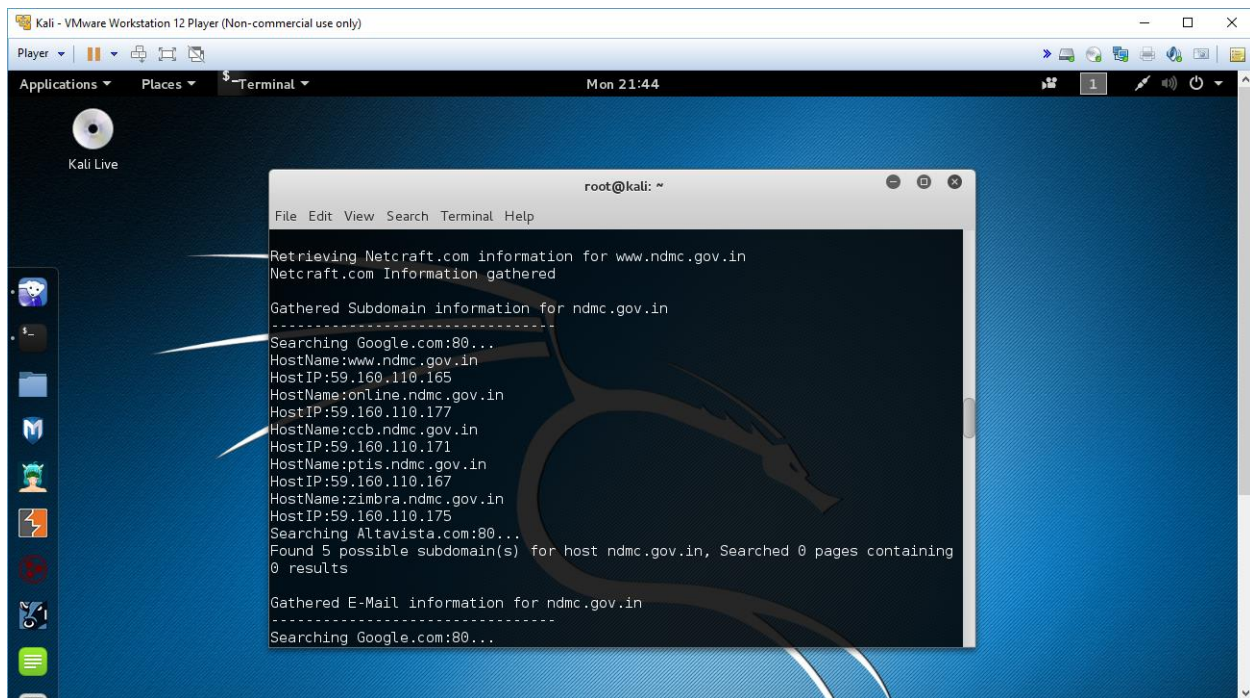 Kali - VMware Workstation 12 Player (Non-commercial use only)
Player
Applications Places Terminal Mon 21:44 1
Kali Live
root@kali: ~
File Edit View Search Terminal Help
Retrieving Netcraft.com information for www.ndmc.gov.in
Netcraft.com Information gathered
Gathered Subdomain information for ndmc.gov.in
---------------------------------
Searching Google.com:80...
HostName:www.ndmc.gov.in
HostIP:59.160.110.165
HostName:online.ndmc.gov.in
HostIP:59.160.110.177
HostName:ccb.ndmc.gov.in
HostIP:59.160.110.171
HostName:ptis.ndmc.gov.in
HostIP:59.160.110.167
HostName:zimbra.ndmc.gov.in
HostIP:59.160.110.175
Searching Altavista.com:80...
Found 5 possible subdomain(s) for host ndmc.gov.in, Searched 0 pages containing
0 results
Gathered E-Mail information for ndmc.gov.in
---------------------------------
Searching Google.com:80...